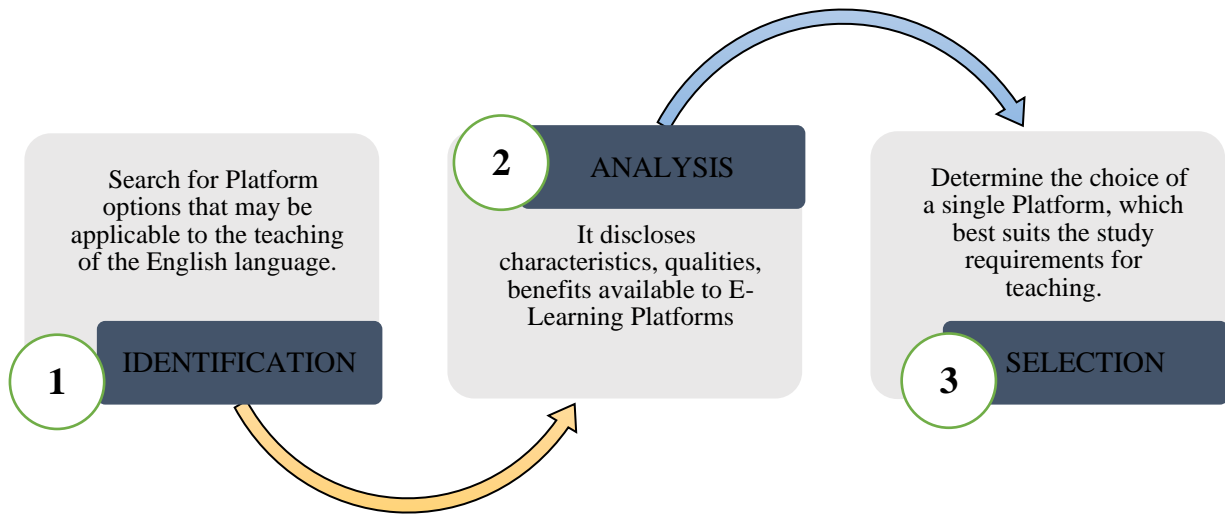 Search for Platform
options that may be
applicable to the teaching
of the English language.
1
IDENTIFICATION
2
ANALYSIS
It discloses
characteristics, qualities,
benefits available to E-
Learning Platforms
Determine the choice of
a single Platform, which
best suits the study
requirements for
teaching.
3
SELECTION